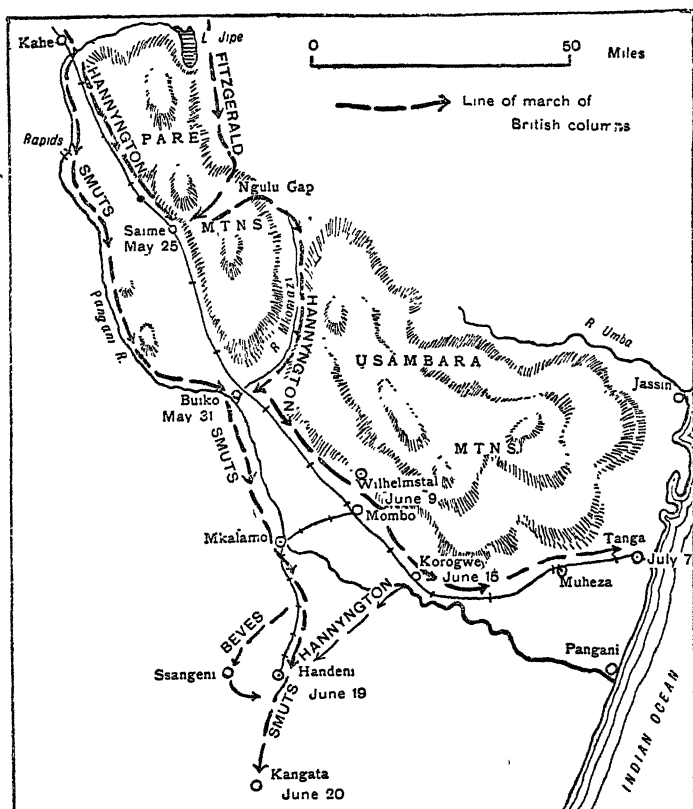 L Jipe
0 50 Miles
Kahe
Line of march of
British columns
HANNYNGTON
FITZGERALD
PARE
Rapids
SMUTS
Ngulu Gap
MTNS
Same
May 25
Pangani R.
R Mkomazi
HANNYNGTON
R Umba
USAMBARA
Jassin
Buiko
May 31
SMUTS
MTNS
Wilhelmstal
June 9
Mombo
Mkalamo
Tanga
July 7
Korogwe
June 15
Muheza
HANNYNGTON
BEVES
Pangani
Ssangeni
Handeni
June 19
SMUTS
INDIAN OCEAN
Kangata
June 20